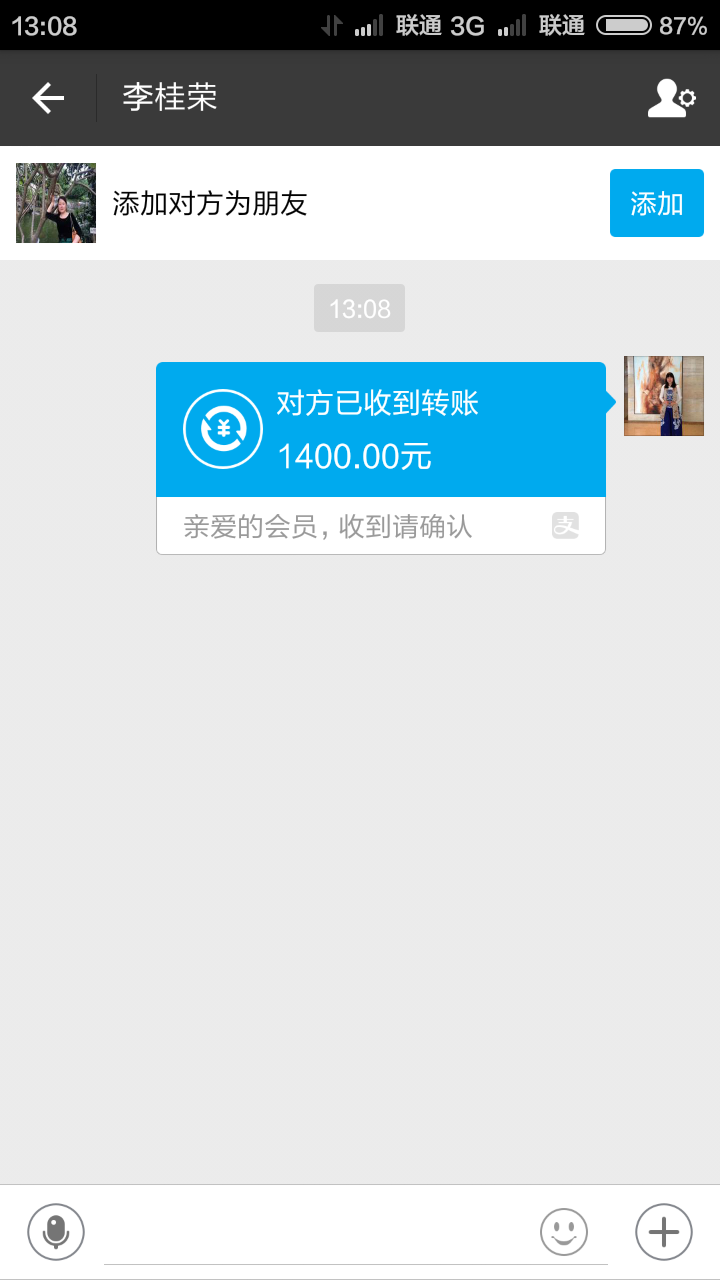 13:08 联通 3G 联通 87%
李桂荣
添加对方为朋友
添加
13:08
对方已收到转账
1400.00元
亲爱的会员，收到请确认 支